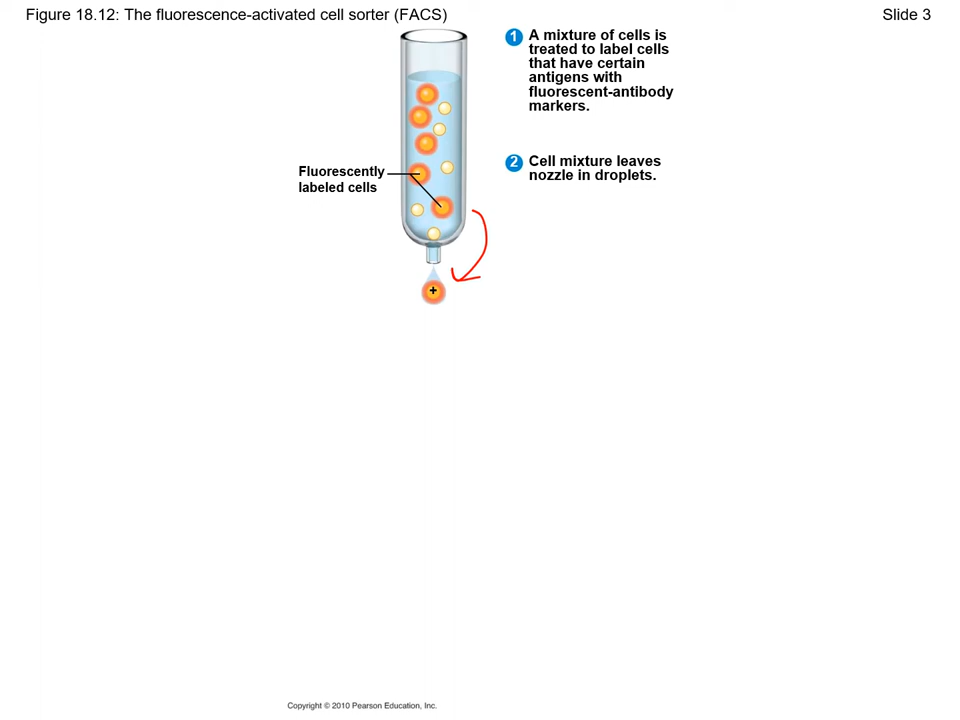 Figure 18.12: The fluorescence-activated cell sorter (FACS)
Slide 3
1 A mixture of cells is
treated to label cells
that have certain
antigens with
fluorescent-antibody
markers.
2 Cell mixture leaves
nozzle in droplets.
Fluorescently
labeled cells
+
Copyright © 2010 Pearson Education, Inc.